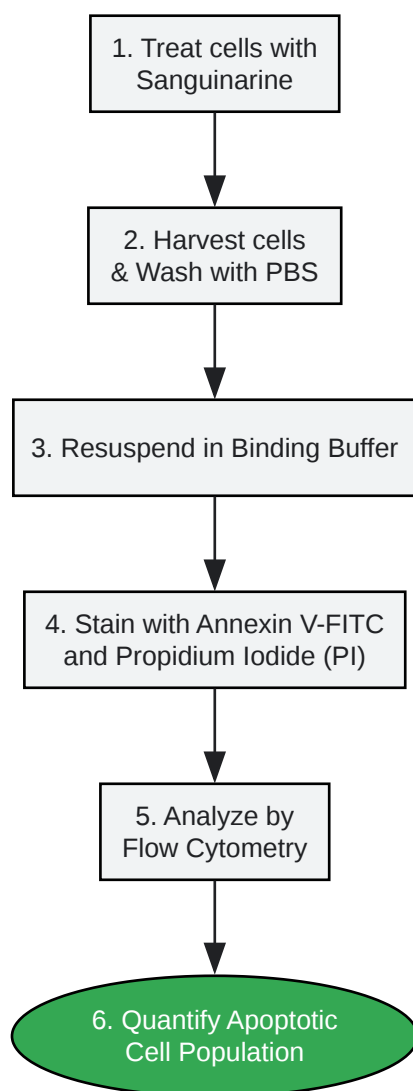 1. Treat cells with
Sanguinarine
2. Harvest cells
& Wash with PBS
3. Resuspend in Binding Buffer
4. Stain with Annexin V-FITC
and Propidium Iodide (PI)
5. Analyze by
Flow Cytometry
6. Quantify Apoptotic
Cell Population